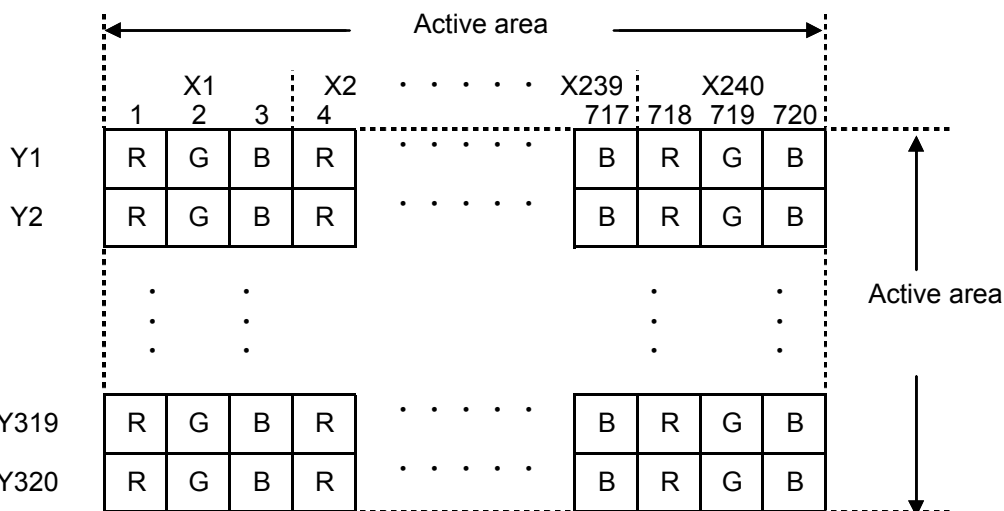 Active area
X1 X2 · · · · · X239 X240
1 2 3 4 717 718 719 720
Y1 R G B R · · · · · B R G B
Y2 R G B R · · · · · B R G B
· · · ·
· · · ·
Active area
· · · ·
Y319 R G B R · · · · · B R G B
Y320 R G B R · · · · · B R G B